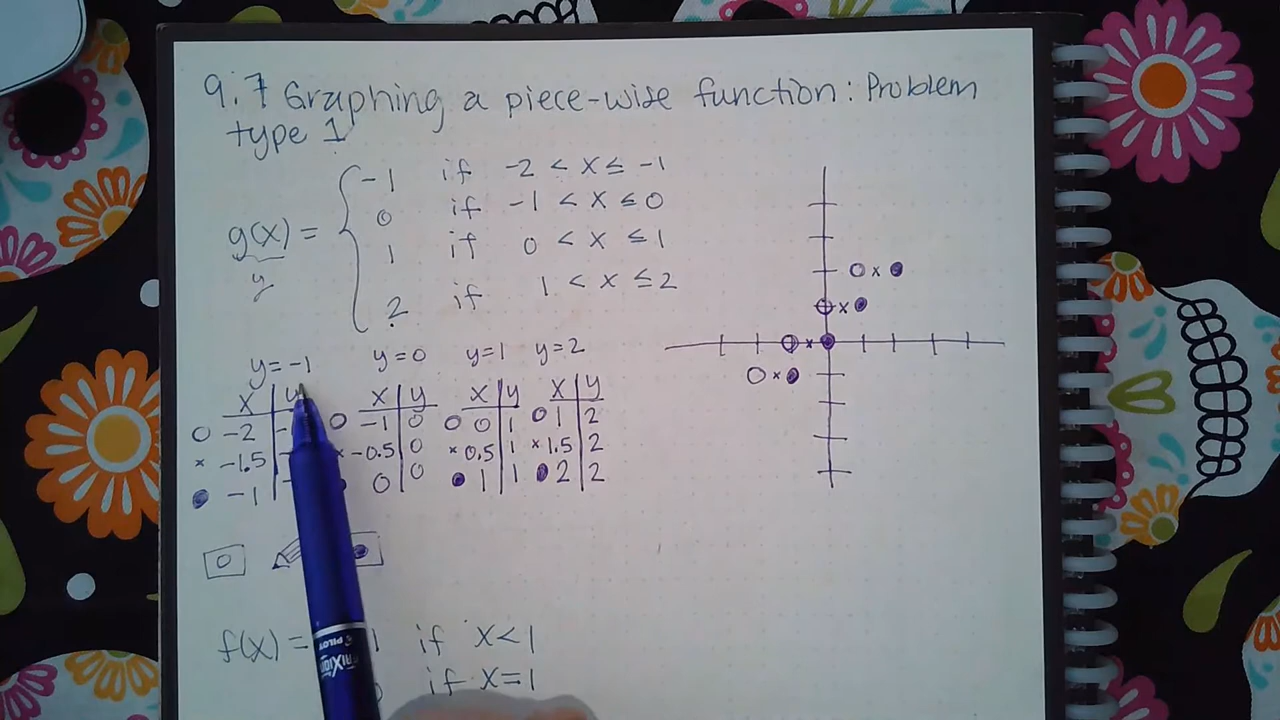 9.7 Graphing a piece-wise function: Problem
type 1
g(x) = { -1 if -2 < x ≤ -1
y
0 if -1 < x ≤ 0
1 if 0 < x ≤ 1
2 if 1 < x ≤ 2
y = -1 y = 0 y = 1 y = 2
x y x y x y x y
-2 - -1 0 0 1 1 2
x -1.5 - x -0.5 0 x 0.5 1 x 1.5 2
-1 - 0 0 1 1 2 2
f(x) = 1 if x < 1
if x = 1
PILOT
FriXion